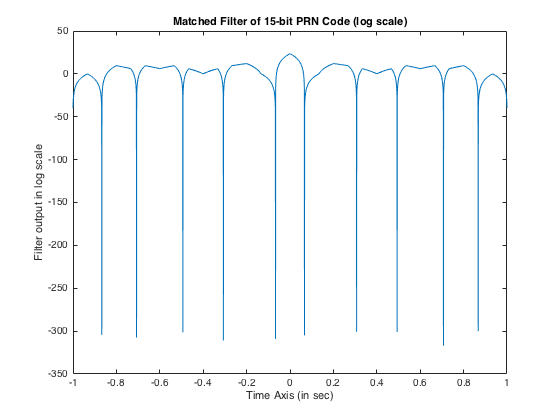 Matched Filter of 15-bit PRN Code (log scale)
50
0
-50
-100
-150
-200
-250
-300
-350
Filter output in log scale
-1 -0.8 -0.6 -0.4 -0.2 0 0.2 0.4 0.6 0.8 1
Time Axis (in sec)